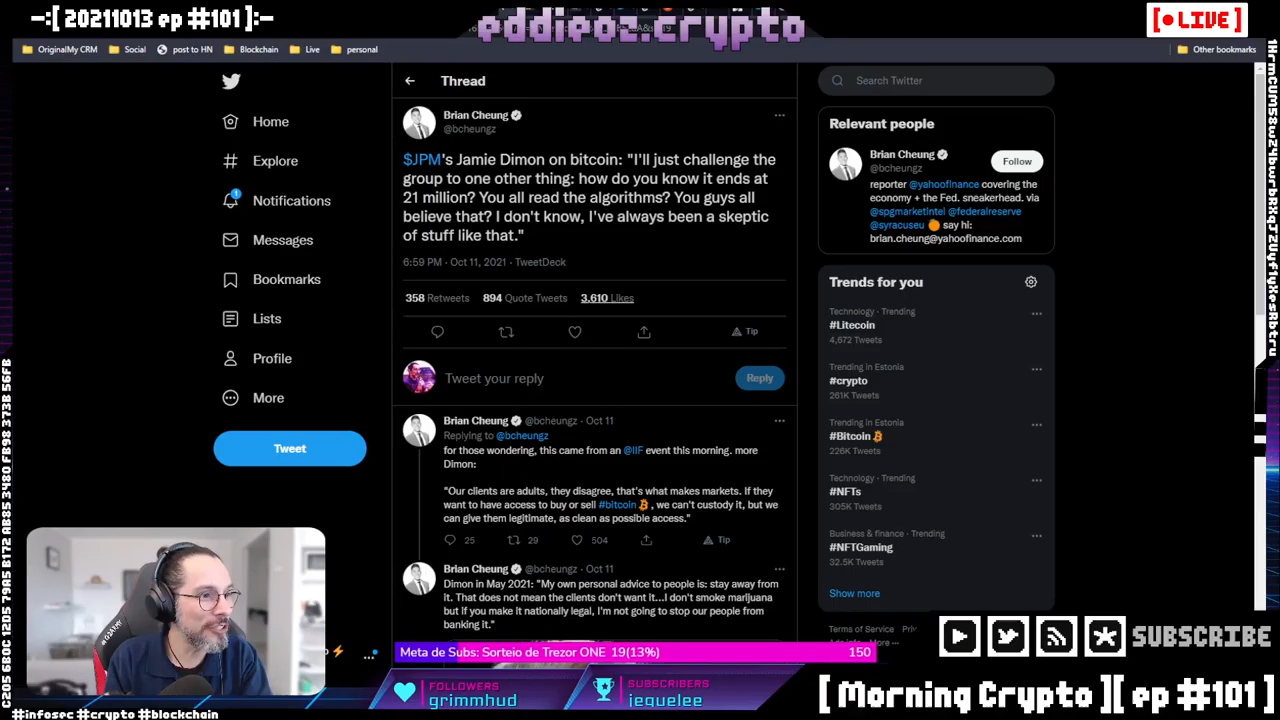 -:[ 20211013 ep #101 ]:-
eddieoz.crypto
[● LIVE ]
OriginalMy CRM
Social
post to HN
Blockchain
Live
personal
Other bookmarks
Thread
Search Twitter
Home
Explore
Notifications
1
Messages
Bookmarks
Lists
Profile
More
Tweet
Brian Cheung
@bcheungz
$JPM's Jamie Dimon on bitcoin: "I'll just challenge the
group to one other thing: how do you know it ends at
21 million? You all read the algorithms? You guys all
believe that? I don't know, I've always been a skeptic
of stuff like that."
6:59 PM · Oct 11, 2021 · TweetDeck
358 Retweets 894 Quote Tweets 3,610 Likes
Tip
Tweet your reply
Reply
Brian Cheung @bcheungz · Oct 11
Replying to @bcheungz
for those wondering, this came from an @IIF event this morning. more
Dimon:
"Our clients are adults, they disagree, that's what makes markets. If they
want to have access to buy or sell #bitcoin , we can't custody it, but we
can give them legitimate, as clean as possible access."
25 29 504 Tip
Brian Cheung @bcheungz · Oct 11
Dimon in May 2021: "My own personal advice to people is: stay away from
it. That does not mean the clients don't want it...I don't smoke marijuana
but if you make it nationally legal, I'm not going to stop our people from
banking it."
Relevant people
Brian Cheung
@bcheungz
Follow
reporter @yahoofinance covering the
economy + the Fed. sneakerhead. via
@spgmarketintel @federalreserve
@syracuseu say hi:
brian.cheung@yahoofinance.com
Trends for you
Technology · Trending
#Litecoin
4,672 Tweets
Trending in Estonia
#crypto
261K Tweets
Trending in Estonia
#Bitcoin
226K Tweets
Technology · Trending
#NFTs
305K Tweets
Business & finance · Trending
#NFTGaming
32.5K Tweets
Show more
Terms of Service
Meta de Subs: Sorteio de Trezor ONE 19(13%) 150
FOLLOWERS
grimmhud
SUBSCRIBERS
jequelee
SUBSCRIBE
[ Morning Crypto ][ ep #101 ]
#infosec #crypto #blockchain